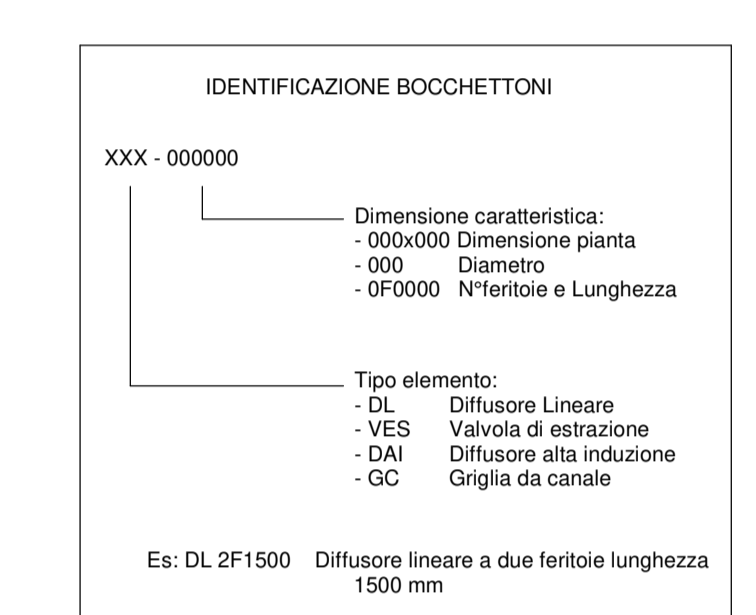 IDENTIFICAZIONE BOCCHETTONI
XXX - 000000
Dimensione caratteristica:
- 000x000 Dimensione pianta
- 000 Diametro
- 0F0000 N°feritoie e Lunghezza
Tipo elemento:
- DL Diffusore Lineare
- VES Valvola di estrazione
- DAI Diffusore alta induzione
- GC Griglia da canale
Es: DL 2F1500 Diffusore lineare a due feritoie lunghezza
1500 mm